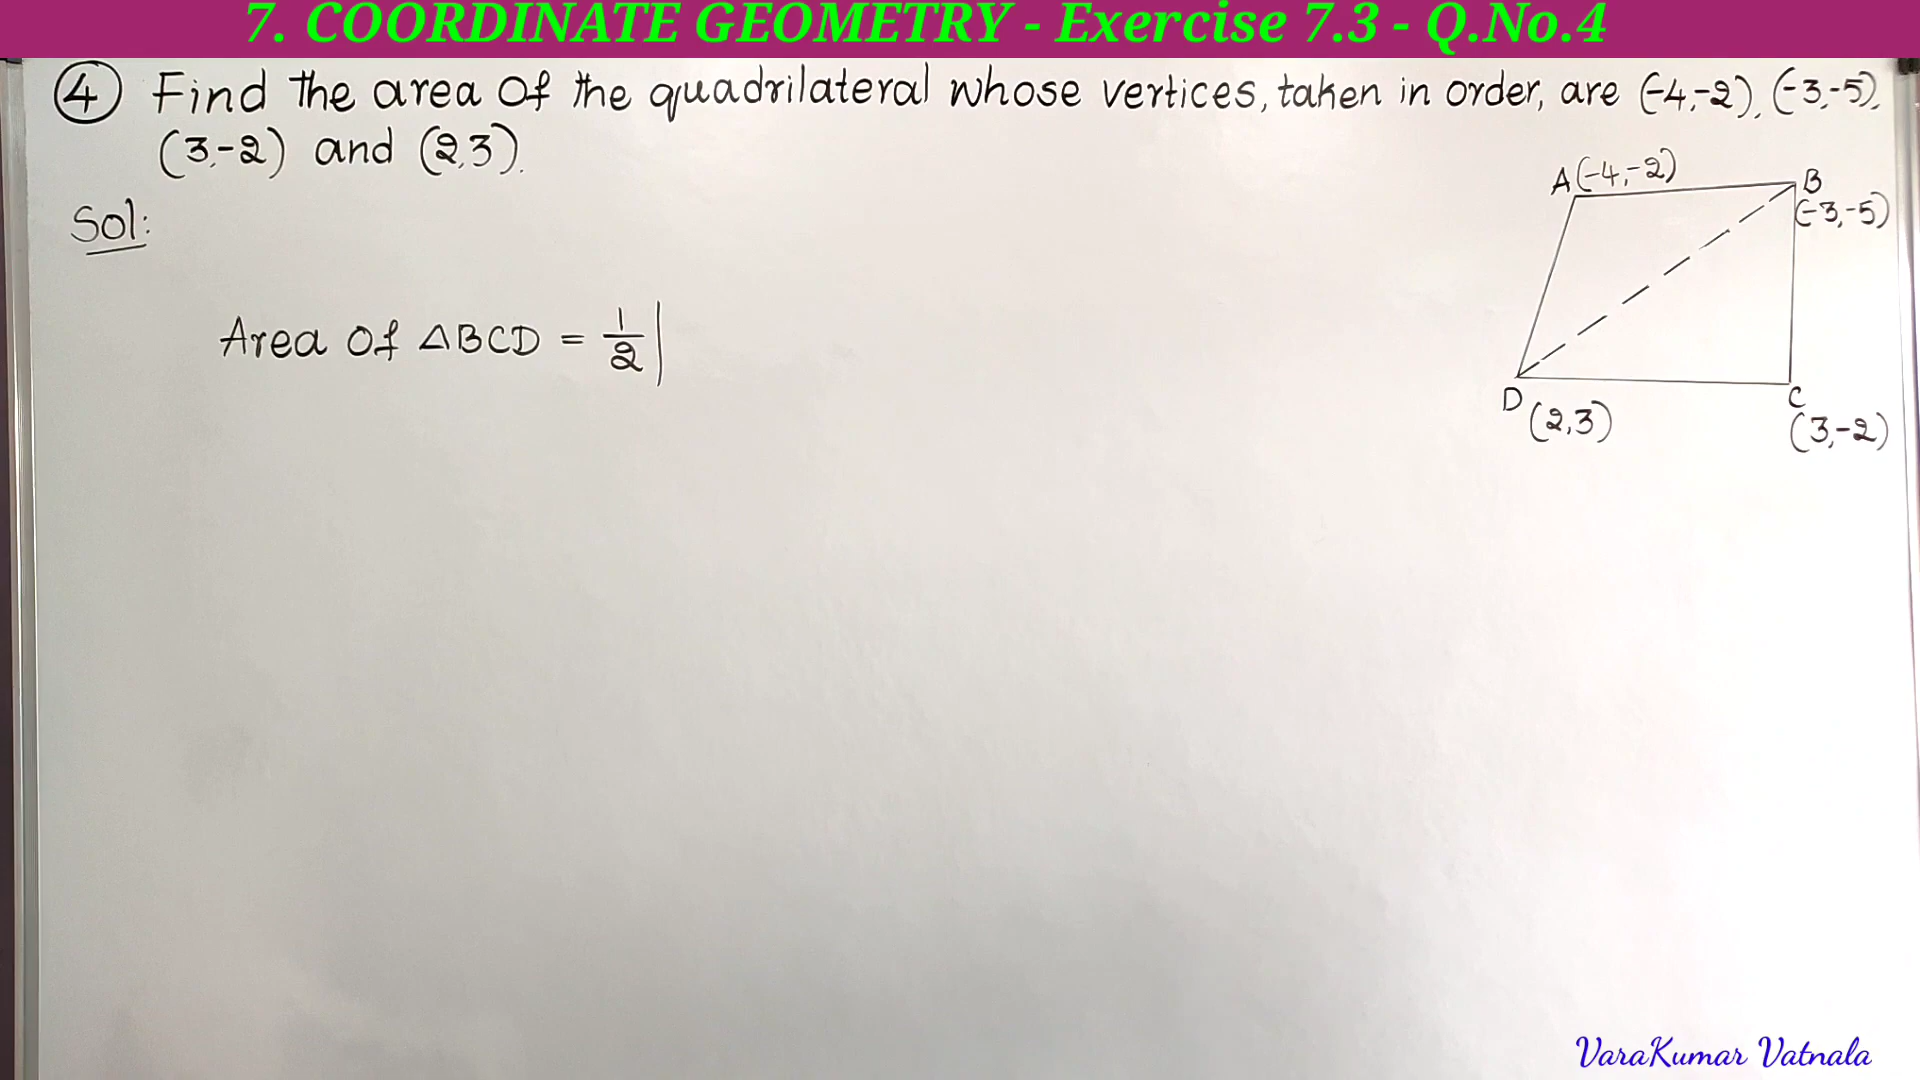 7. COORDINATE GEOMETRY - Exercise 7.3 - Q.No.4
④ Find the area of the quadrilateral whose vertices, taken in order, are (-4,-2), (-3,-5),
(3,-2) and (2,3).
Sol:
A (-4,-2)
B
(-3,-5)
Area of △BCD = 1/2 |
D (2,3)
C
(3,-2)
VaraKumar Vatnala